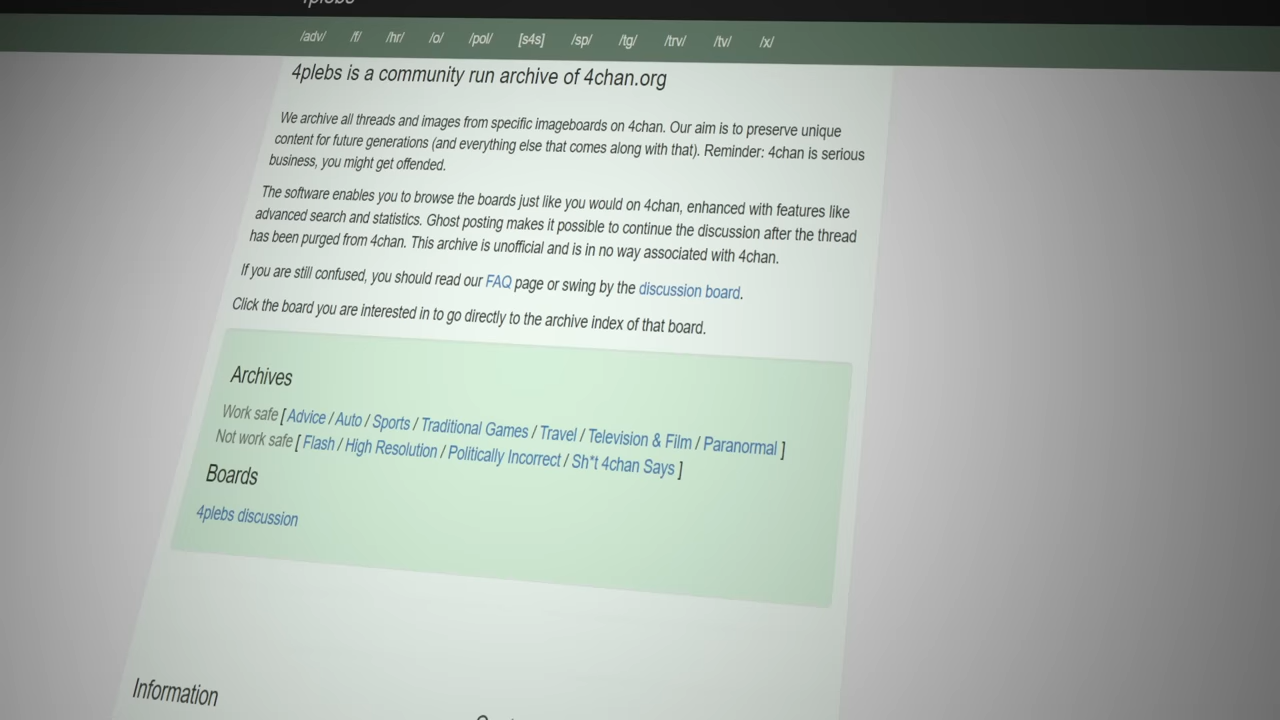 4plebs
/adv/ /f/ /hr/ /o/ /pol/ [s4s] /sp/ /tg/ /trv/ /tv/ /x/
4plebs is a community run archive of 4chan.org
We archive all threads and images from specific imageboards on 4chan. Our aim is to preserve unique
content for future generations (and everything else that comes along with that). Reminder: 4chan is serious
business, you might get offended.
The software enables you to browse the boards just like you would on 4chan, enhanced with features like
advanced search and statistics. Ghost posting makes it possible to continue the discussion after the thread
has been purged from 4chan. This archive is unofficial and is in no way associated with 4chan.
If you are still confused, you should read our FAQ page or swing by the discussion board.
Click the board you are interested in to go directly to the archive index of that board.
Archives
Work safe [ Advice / Auto / Sports / Traditional Games / Travel / Television & Film / Paranormal ]
Not work safe [ Flash / High Resolution / Politically Incorrect / Sh*t 4chan Says ]
Boards
4plebs discussion
Information